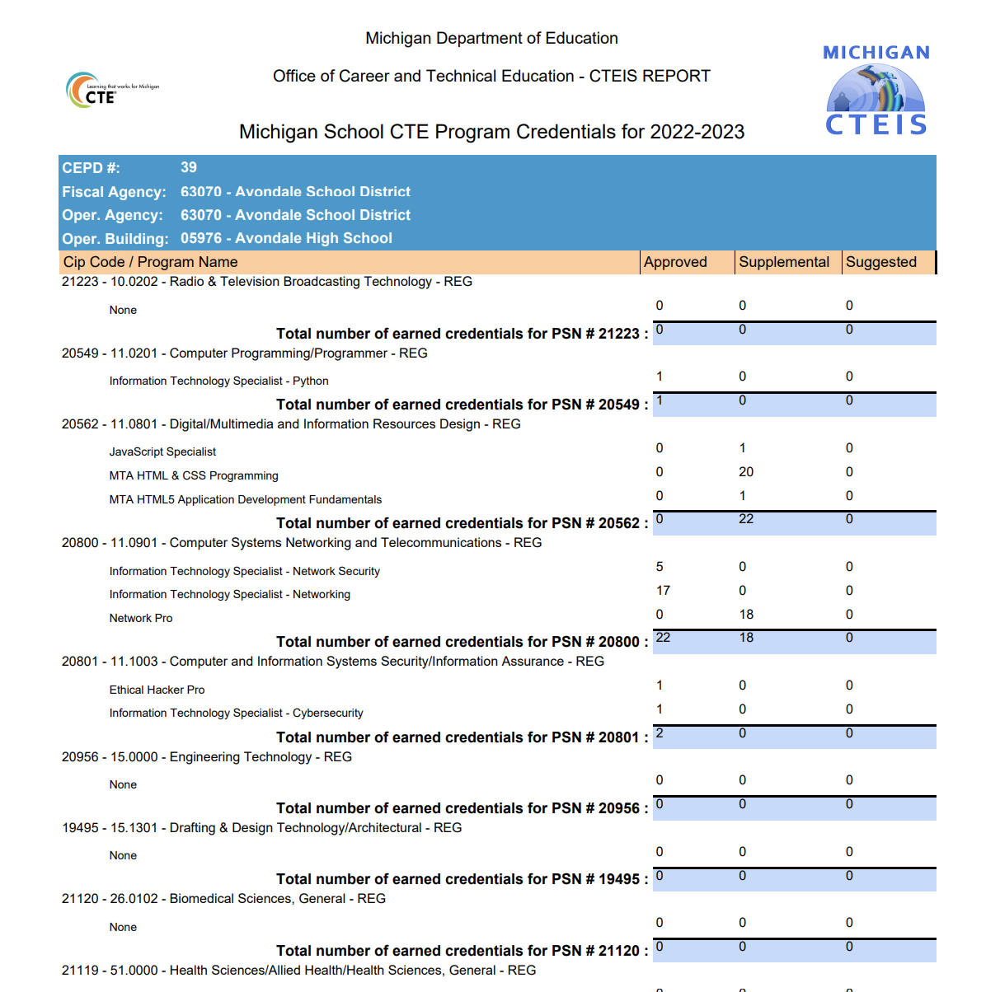 Michigan Department of Education
Office of Career and Technical Education - CTEIS REPORT
Learning that works for Michigan
CTE
MICHIGAN
CTEIS
Michigan School CTE Program Credentials for 2022-2023
CEPD #: 39
Fiscal Agency: 63070 - Avondale School District
Oper. Agency: 63070 - Avondale School District
Oper. Building: 05976 - Avondale High School
Cip Code / Program Name Approved Supplemental Suggested
21223 - 10.0202 - Radio & Television Broadcasting Technology - REG
None 0 0 0
Total number of earned credentials for PSN # 21223 : 0 0 0
20549 - 11.0201 - Computer Programming/Programmer - REG
Information Technology Specialist - Python 1 0 0
Total number of earned credentials for PSN # 20549 : 1 0 0
20562 - 11.0801 - Digital/Multimedia and Information Resources Design - REG
JavaScript Specialist 0 1 0
MTA HTML & CSS Programming 0 20 0
MTA HTML5 Application Development Fundamentals 0 1 0
Total number of earned credentials for PSN # 20562 : 0 22 0
20800 - 11.0901 - Computer Systems Networking and Telecommunications - REG
Information Technology Specialist - Network Security 5 0 0
Information Technology Specialist - Networking 17 0 0
Network Pro 0 18 0
Total number of earned credentials for PSN # 20800 : 22 18 0
20801 - 11.1003 - Computer and Information Systems Security/Information Assurance - REG
Ethical Hacker Pro 1 0 0
Information Technology Specialist - Cybersecurity 1 0 0
Total number of earned credentials for PSN # 20801 : 2 0 0
20956 - 15.0000 - Engineering Technology - REG
None 0 0 0
Total number of earned credentials for PSN # 20956 : 0 0 0
19495 - 15.1301 - Drafting & Design Technology/Architectural - REG
None 0 0 0
Total number of earned credentials for PSN # 19495 : 0 0 0
21120 - 26.0102 - Biomedical Sciences, General - REG
None 0 0 0
Total number of earned credentials for PSN # 21120 : 0 0 0
21119 - 51.0000 - Health Sciences/Allied Health/Health Sciences, General - REG